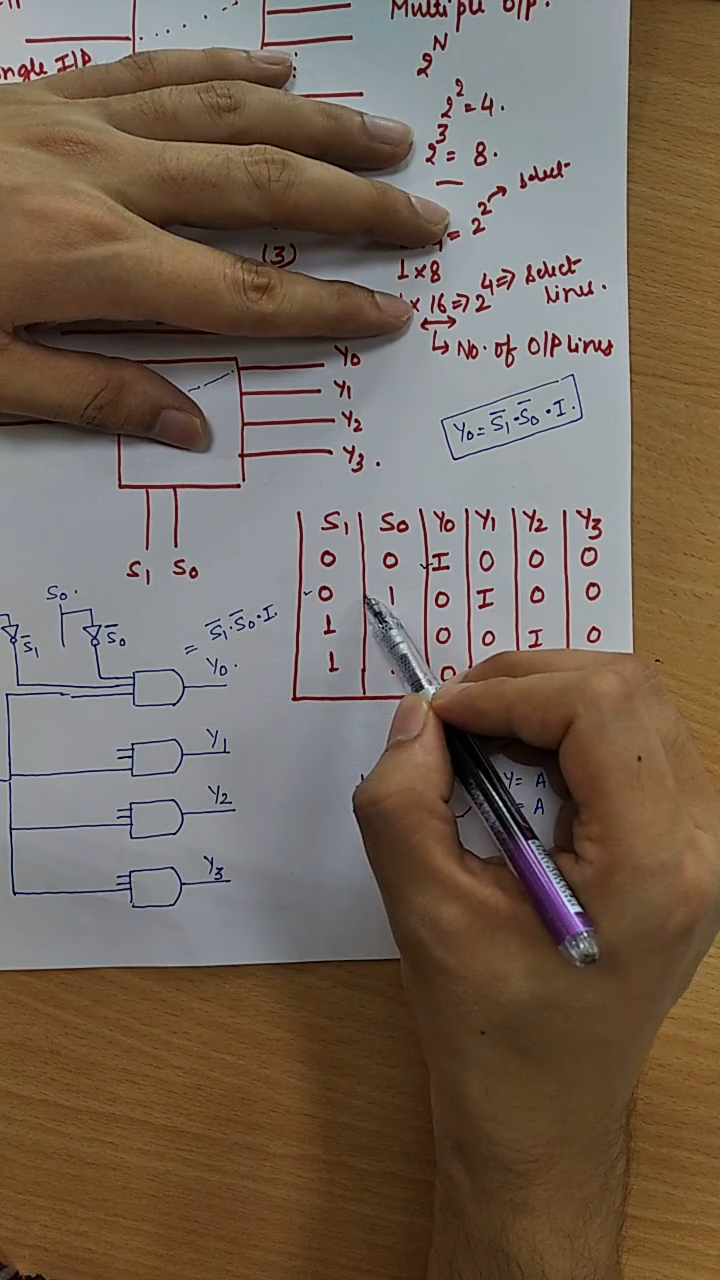 Multiple O/P.
Single I/P
2^N
2^2 = 4.
2^3 = 8.
= 2^2 → select
(3)
1 × 8
× 16 ⇒ 2^4 ⇒ select lines.
↳ No. of O/P lines
Y0
Y1
Y2
Y3 .
Y0 = S̅1 · S̅0 · I .
S1 S0
S1 S0 Y0 Y1 Y2 Y3
0 0 I 0 0 0
0 1 0 I 0 0
1 0 0 I 0
1 0
S0 .
S̅1 S̅0
= S̅1 · S̅0 · I .
Y0 .
Y1
Y2
Y3
Y = A
= A